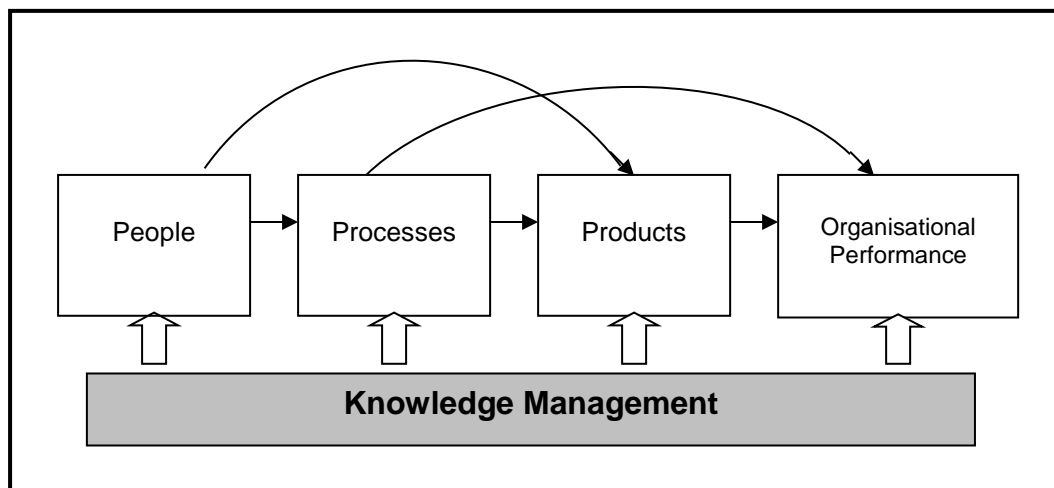 People
Processes
Products
Organisational
Performance
Knowledge Management